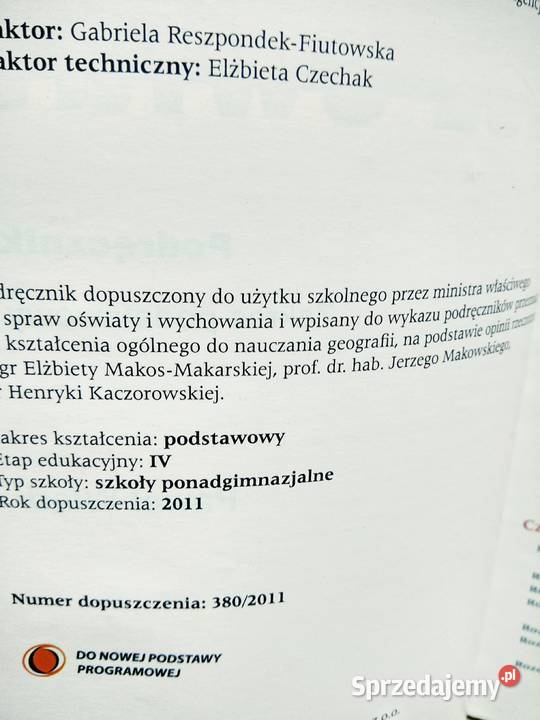 aktor: Gabriela Reszpondek-Fiutowska
aktor techniczny: Elżbieta Czechak
Podręcznik
dręcznik dopuszczony do użytku szkolnego przez ministra właściwego
spraw oświaty i wychowania i wpisany do wykazu podręczników
kształcenia ogólnego do nauczania geografii, na podstawie opinii
gr Elżbiety Makos-Makarskiej, prof. dr. hab. Jerzego Makowskiego,
r Henryki Kaczorowskiej.
akres kształcenia: podstawowy
Etap edukacyjny: IV
Typ szkoły: szkoły ponadgimnazjalne
Rok dopuszczenia: 2011
Numer dopuszczenia: 380/2011
DO NOWEJ PODSTAWY
PROGRAMOWEJ
Sprzedajemy.pl
z o.o.